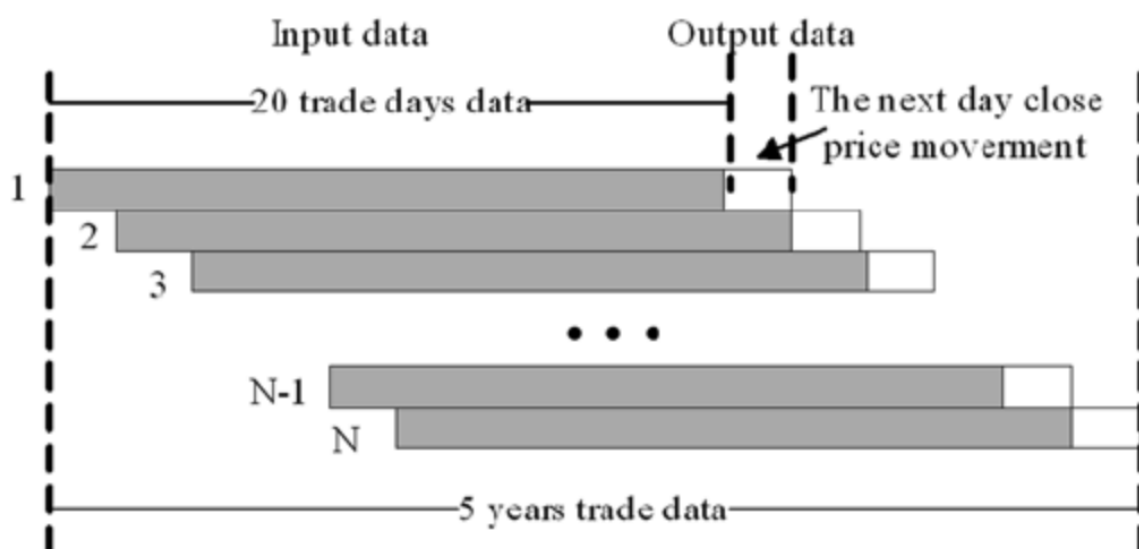 Input data
Output data
20 trade days data
The next day close
price moverment
1
2
3
N-1
N
5 years trade data